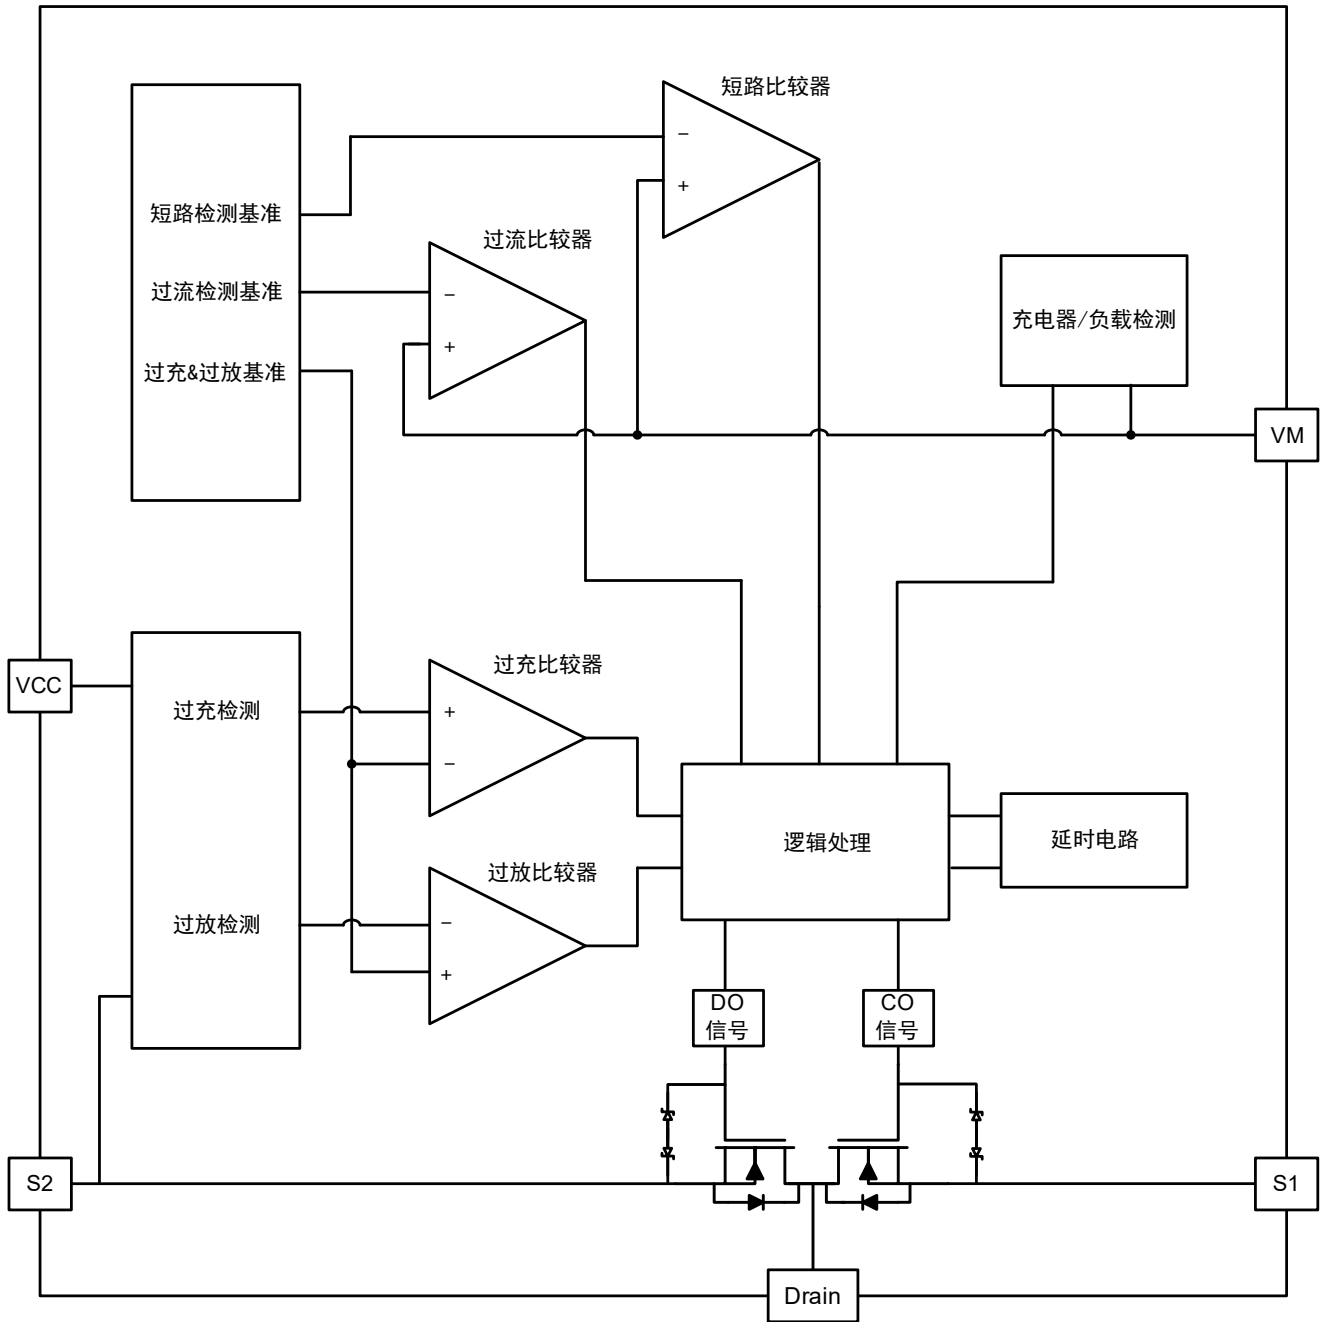 短路比较器
−
+
短路检测基准
过流比较器
过流检测基准
−
+
过充&过放基准
充电器/负载检测
VM
VCC
过充检测
过充比较器
+
−
逻辑处理
延时电路
过放检测
过放比较器
−
+
DO
信号
CO
信号
S2
S1
Drain